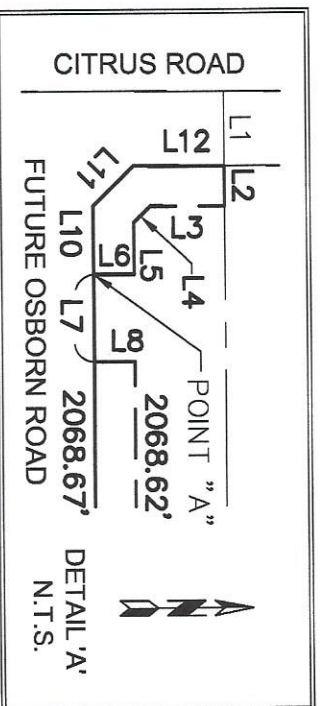 CITRUS ROAD
L1
L12
L2
L3
L4
L11
L5
L6
L10
L7
L8
POINT "A"
2068.62'
2068.67'
FUTURE OSBORN ROAD
DETAIL 'A'
N.T.S.